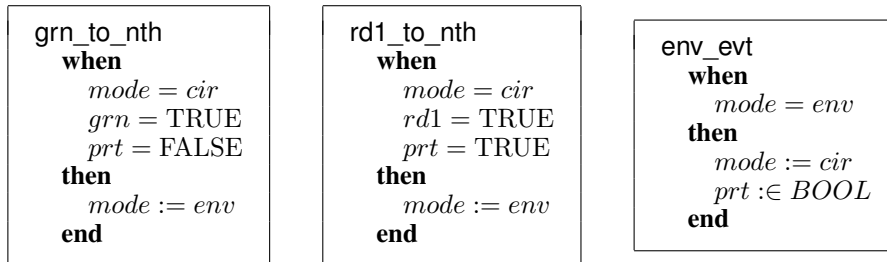 grn_to_nth
when
mode = cir
grn = TRUE
prt = FALSE
then
mode := env
end
rd1_to_nth
when
mode = cir
rd1 = TRUE
prt = TRUE
then
mode := env
end
env_evt
when
mode = env
then
mode := cir
prt :∈ BOOL
end